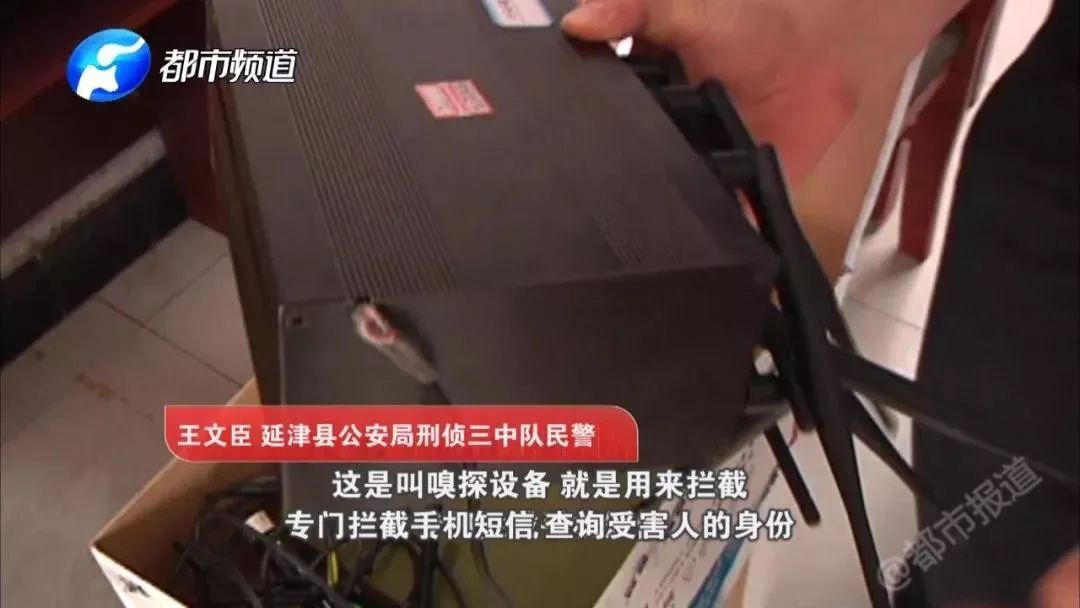 都市频道
王文臣 延津县公安局刑侦三中队民警
这是叫嗅探设备 就是用来拦截
专门拦截手机短信 查询受害人的身份
@都市报道